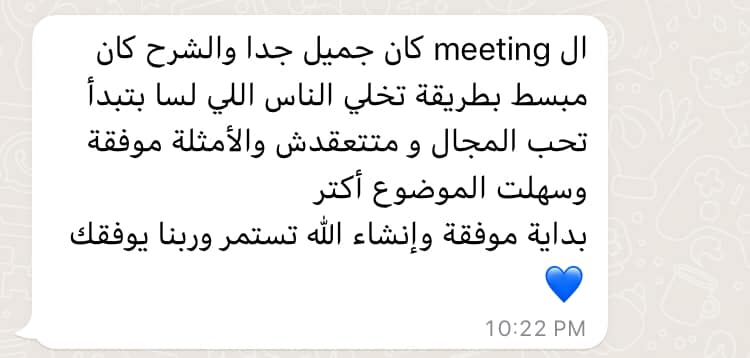 ال meeting كان جميل جدا والشرح كان
مبسط بطريقة تخلي الناس اللي لسا بتبدأ
تحب المجال و متتعقدش والأمثلة موفقة
وسهلت الموضوع أكتر
بداية موفقة وإنشاء الله تستمر وربنا يوفقك
💙
10:22 PM